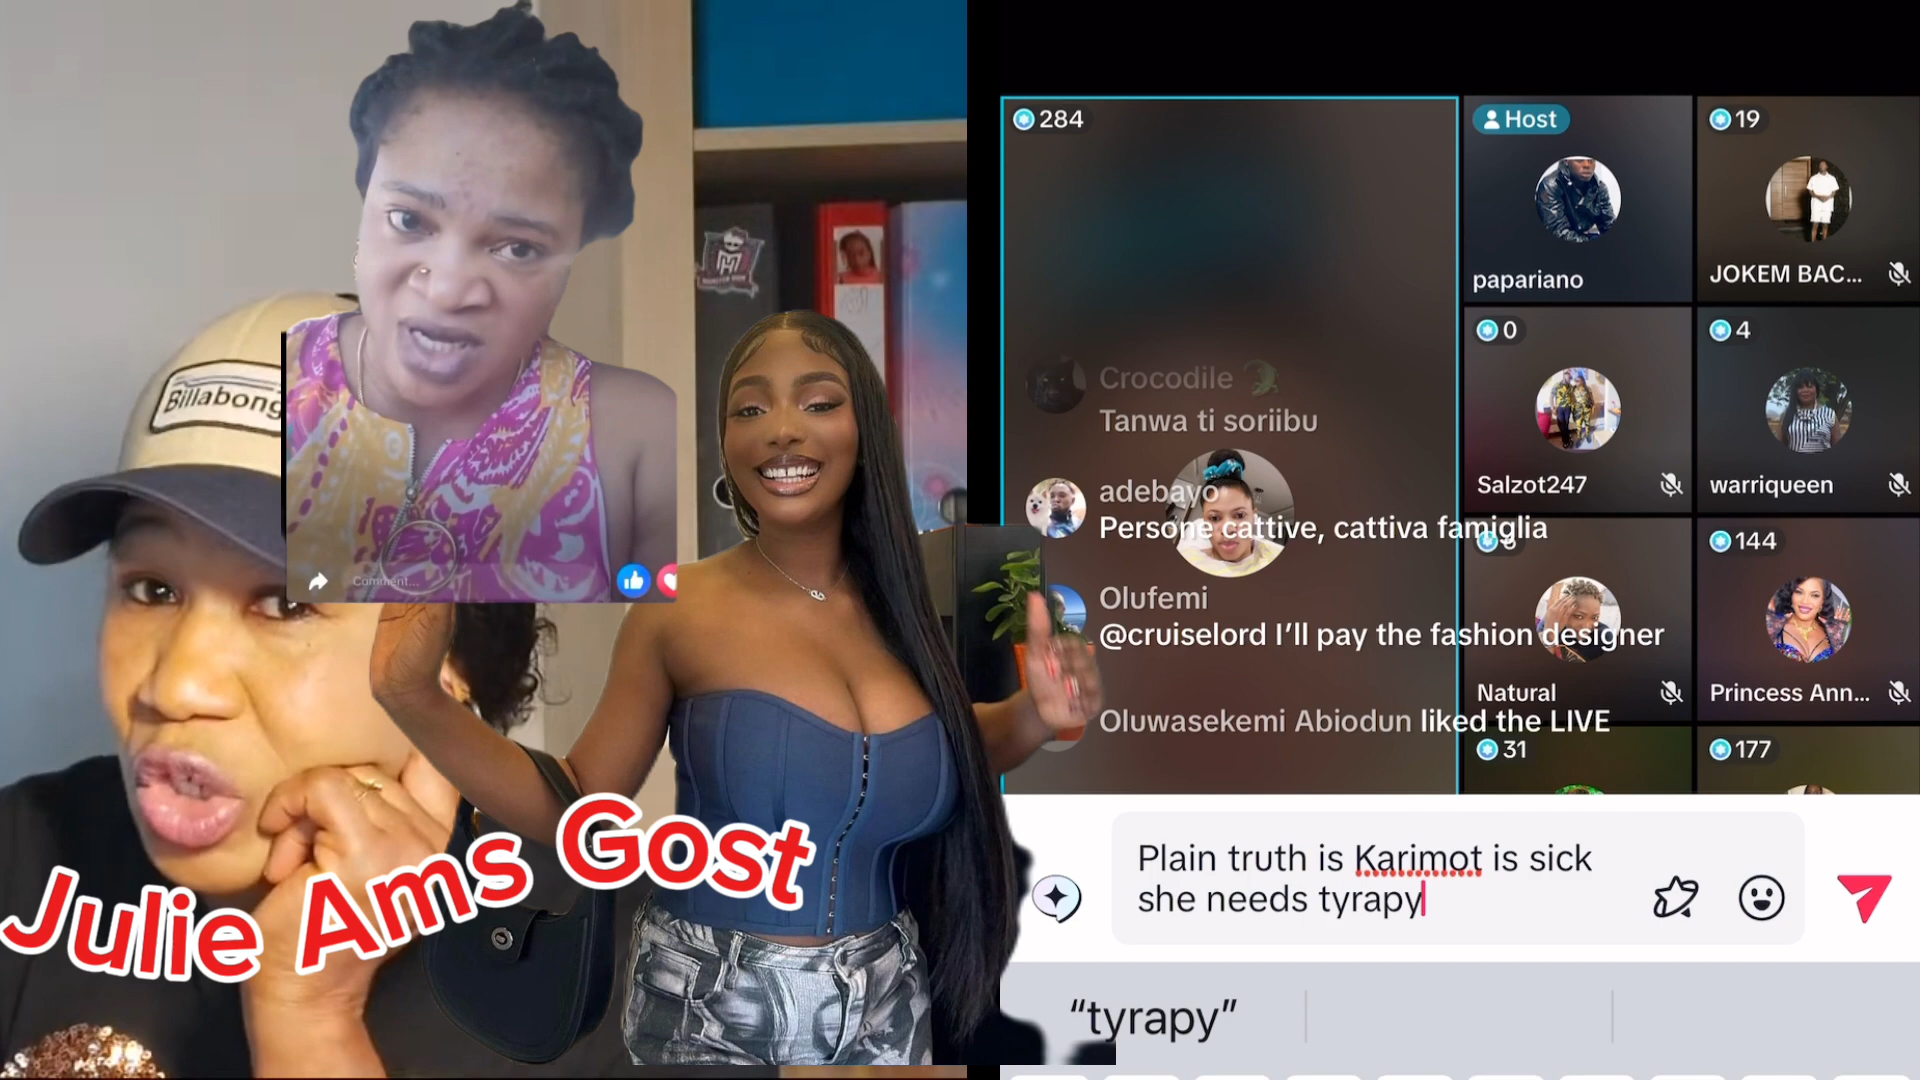 Billabong
MONSTER HIGH
Comment...
Julie Ams Gost
284
Host
papariano
19
JOKEM BAC...
0
Salzot247
4
warriqueen
Crocodile 🐊
Tanwa ti soriibu
adebayo
Persone cattive, cattiva famiglia
Olufemi
@cruiselord I’ll pay the fashion designer
Oluwasekemi Abiodun liked the LIVE
Natural
144
Princess Ann...
31
177
Plain truth is Karimot is sick
she needs tyrapy
“tyrapy”